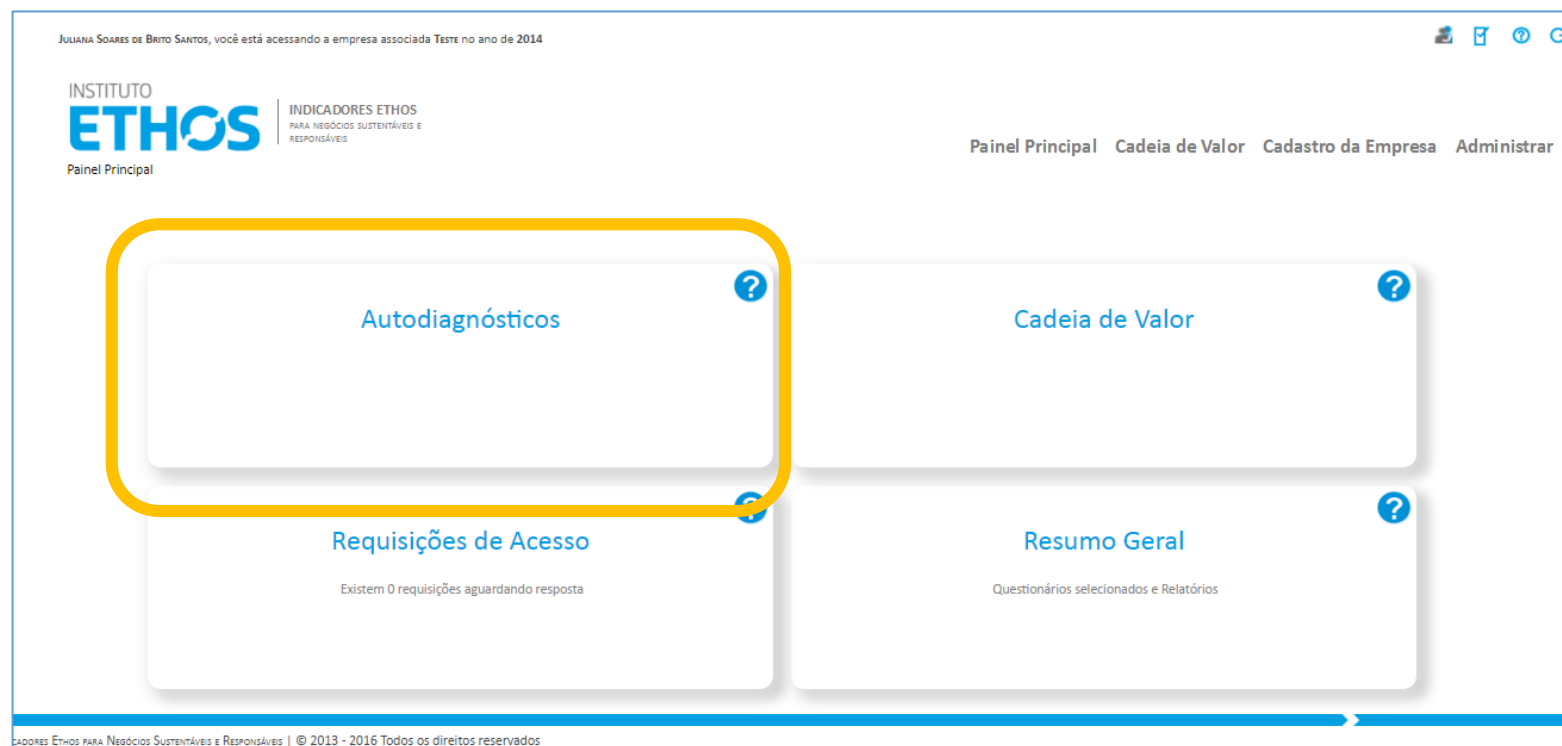 Juliana Soares de Brito Santos, você está acessando a empresa associada Teste no ano de 2014
INSTITUTO
ETHOS
INDICADORES ETHOS
PARA NEGÓCIOS SUSTENTÁVEIS E
RESPONSÁVEIS
Painel Principal
Painel Principal Cadeia de Valor Cadastro da Empresa Administrar
Autodiagnósticos
Cadeia de Valor
Requisições de Acesso
Existem 0 requisições aguardando resposta
Resumo Geral
Questionários selecionados e Relatórios
Ethos para Negócios Sustentáveis e Responsáveis | © 2013 - 2016 Todos os direitos reservados